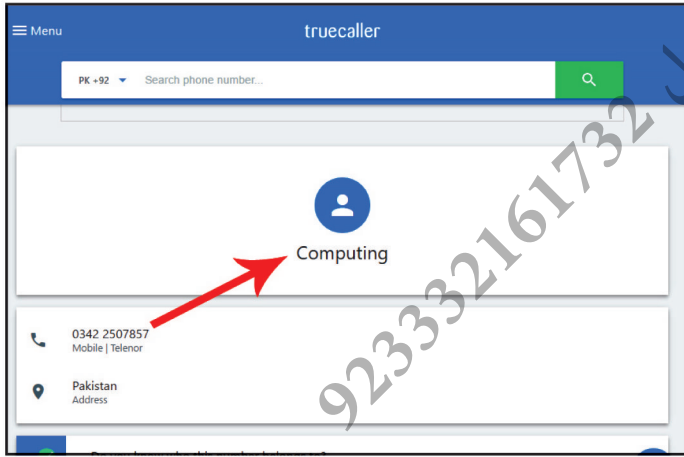 Menu
truecaller
PK +92
Search phone number...
Computing
0342 2507857
Mobile | Telenor
Pakistan
Address
923332161732